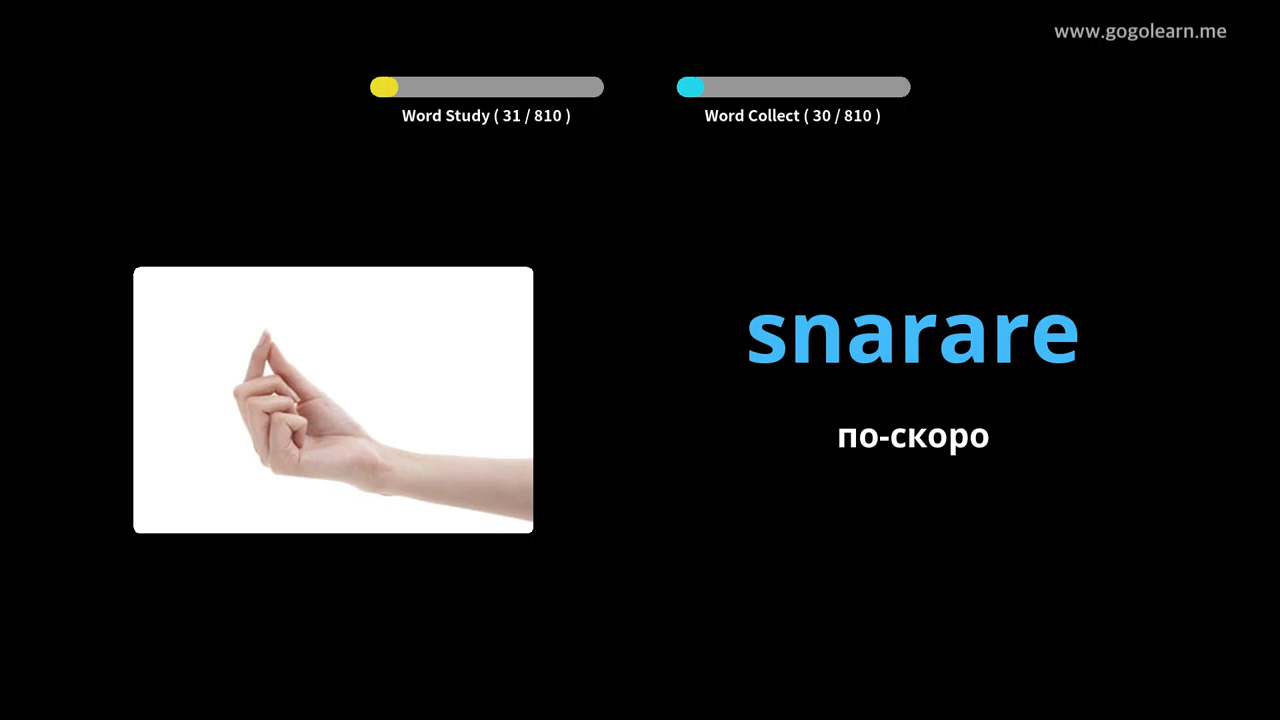 www.gogolearn.me
Word Study ( 31 / 810 )
Word Collect ( 30 / 810 )
snarare
по-скоро